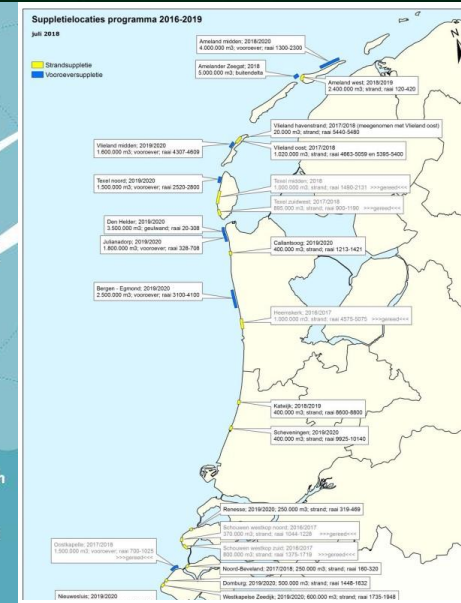 Suppletielocaties programma 2016-2019
juli 2018
Strandsuppletie
Vooroeversuppletie
N
Ameland midden; 2018/2020
4.000.000 m3; vooroever; raai 1300-2300
Amelander Zeegat; 2018
5.000.000 m3; buitendelta
Ameland west; 2018/2019
2.400.000 m3; strand; raai 120-420
Vlieland havenstrand; 2017/2018 (meegenomen met Vlieland oost)
20.000 m3; strand; raai 5440-5480
Vlieland midden; 2019/2020
1.600.000 m3; vooroever; raai 4307-4609
Vlieland oost; 2017/2018
1.020.000 m3; strand; raai 4663-5059 en 5365-5400
Texel noord; 2019/2020
1.500.000 m3; vooroever; raai 2520-2800
Texel midden; 2018
1.000.000 m3; strand; raai 1480-2131 >>>gereed<<<
Texel zuidwest; 2017/2018
m3; strand; raai 900-1190 >>>gereed<<<
Den Helder; 2019/2020
3.500.000 m2; geulwand; raai 20-308
Julianadorp; 2019/2020
1.800.000 m3; vooroever; raai 328-708
Callantsoog; 2019/2020
400.000 m3; strand; raai 1213-1421
Bergen - Egmond; 2019/2020
2.500.000 m3; vooroever; raai 3100-4100
Heemskerk; 2016/2017
1.000.000 m3; strand; raai 4575-5075 >>>gereed<<<
Katwijk; 2018/2019
400.000 m3; strand; raai 8600-8800
Scheveningen; 2019/2020
400.000 m3; strand; raai 9925-10140
Renesse; 2019/2020; 250.000 m3; strand; raai 319-469
Schouwen westkop noord; 2016/2017
375.000 m3; strand; raai 1044-1228 >>>gereed<<<
Oostkapelle; 2017/2018
1.500.000 m3; vooroever; raai 700-1025
>>>gereed<<<
Schouwen westkop zuid; 2016/2017
m3; strand; raai 1375-1719 >>>gereed<<<
Noord-Beveland; 2017/2018; 250.000 m3; strand; raai 160-320
Domburg; 2019/2020; 500.000 m3; strand; raai 1448-1632
Nieuwesluis; 2019/2020
Westkapelse Zeedijk; 2019/2020; 600.000 m3; strand; raai 1735-1948